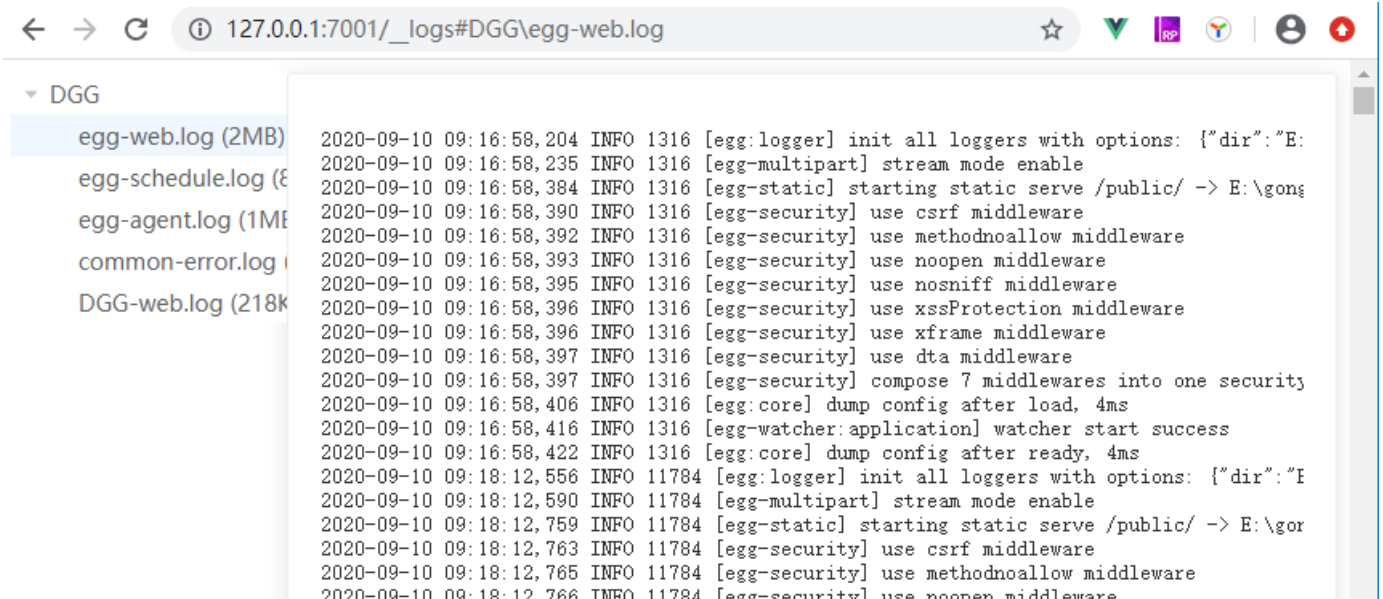 127.0.0.1:7001/__logs#DGG\egg-web.log
RP
DGG
egg-web.log (2MB)
egg-schedule.log (8
egg-agent.log (1MB
common-error.log (
DGG-web.log (218K
2020-09-10 09:16:58,204 INFO 1316 [egg:logger] init all loggers with options: {"dir":"E:
2020-09-10 09:16:58,235 INFO 1316 [egg-multipart] stream mode enable
2020-09-10 09:16:58,384 INFO 1316 [egg-static] starting static serve /public/ -> E:\gong
2020-09-10 09:16:58,390 INFO 1316 [egg-security] use csrf middleware
2020-09-10 09:16:58,392 INFO 1316 [egg-security] use methodnoallow middleware
2020-09-10 09:16:58,393 INFO 1316 [egg-security] use noopen middleware
2020-09-10 09:16:58,395 INFO 1316 [egg-security] use nosniff middleware
2020-09-10 09:16:58,396 INFO 1316 [egg-security] use xssProtection middleware
2020-09-10 09:16:58,396 INFO 1316 [egg-security] use xframe middleware
2020-09-10 09:16:58,397 INFO 1316 [egg-security] use dta middleware
2020-09-10 09:16:58,397 INFO 1316 [egg-security] compose 7 middlewares into one security
2020-09-10 09:16:58,406 INFO 1316 [egg:core] dump config after load, 4ms
2020-09-10 09:16:58,416 INFO 1316 [egg-watcher:application] watcher start success
2020-09-10 09:16:58,422 INFO 1316 [egg:core] dump config after ready, 4ms
2020-09-10 09:18:12,556 INFO 11784 [egg:logger] init all loggers with options: {"dir":"E
2020-09-10 09:18:12,590 INFO 11784 [egg-multipart] stream mode enable
2020-09-10 09:18:12,759 INFO 11784 [egg-static] starting static serve /public/ -> E:\gon
2020-09-10 09:18:12,763 INFO 11784 [egg-security] use csrf middleware
2020-09-10 09:18:12,765 INFO 11784 [egg-security] use methodnoallow middleware
2020-09-10 09:18:12,766 INFO 11784 [egg-security] use noopen middleware